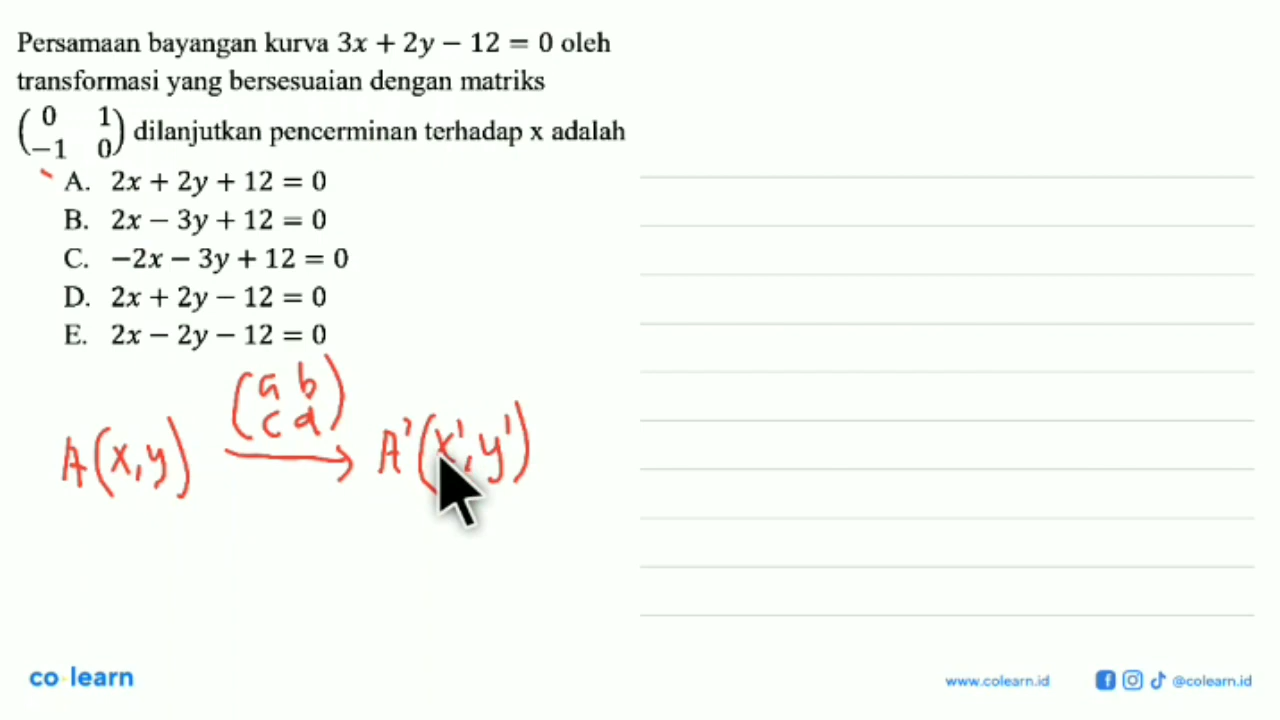 Persamaan bayangan kurva 3x + 2y − 12 = 0 oleh
transformasi yang bersesuaian dengan matriks
(0 1
−1 0) dilanjutkan pencerminan terhadap x adalah
A. 2x + 2y + 12 = 0
B. 2x − 3y + 12 = 0
C. −2x − 3y + 12 = 0
D. 2x + 2y − 12 = 0
E. 2x − 2y − 12 = 0
(a b
c d)
A(x,y) → A'(x',y')
co learn
www.colearn.id
@colearn.id